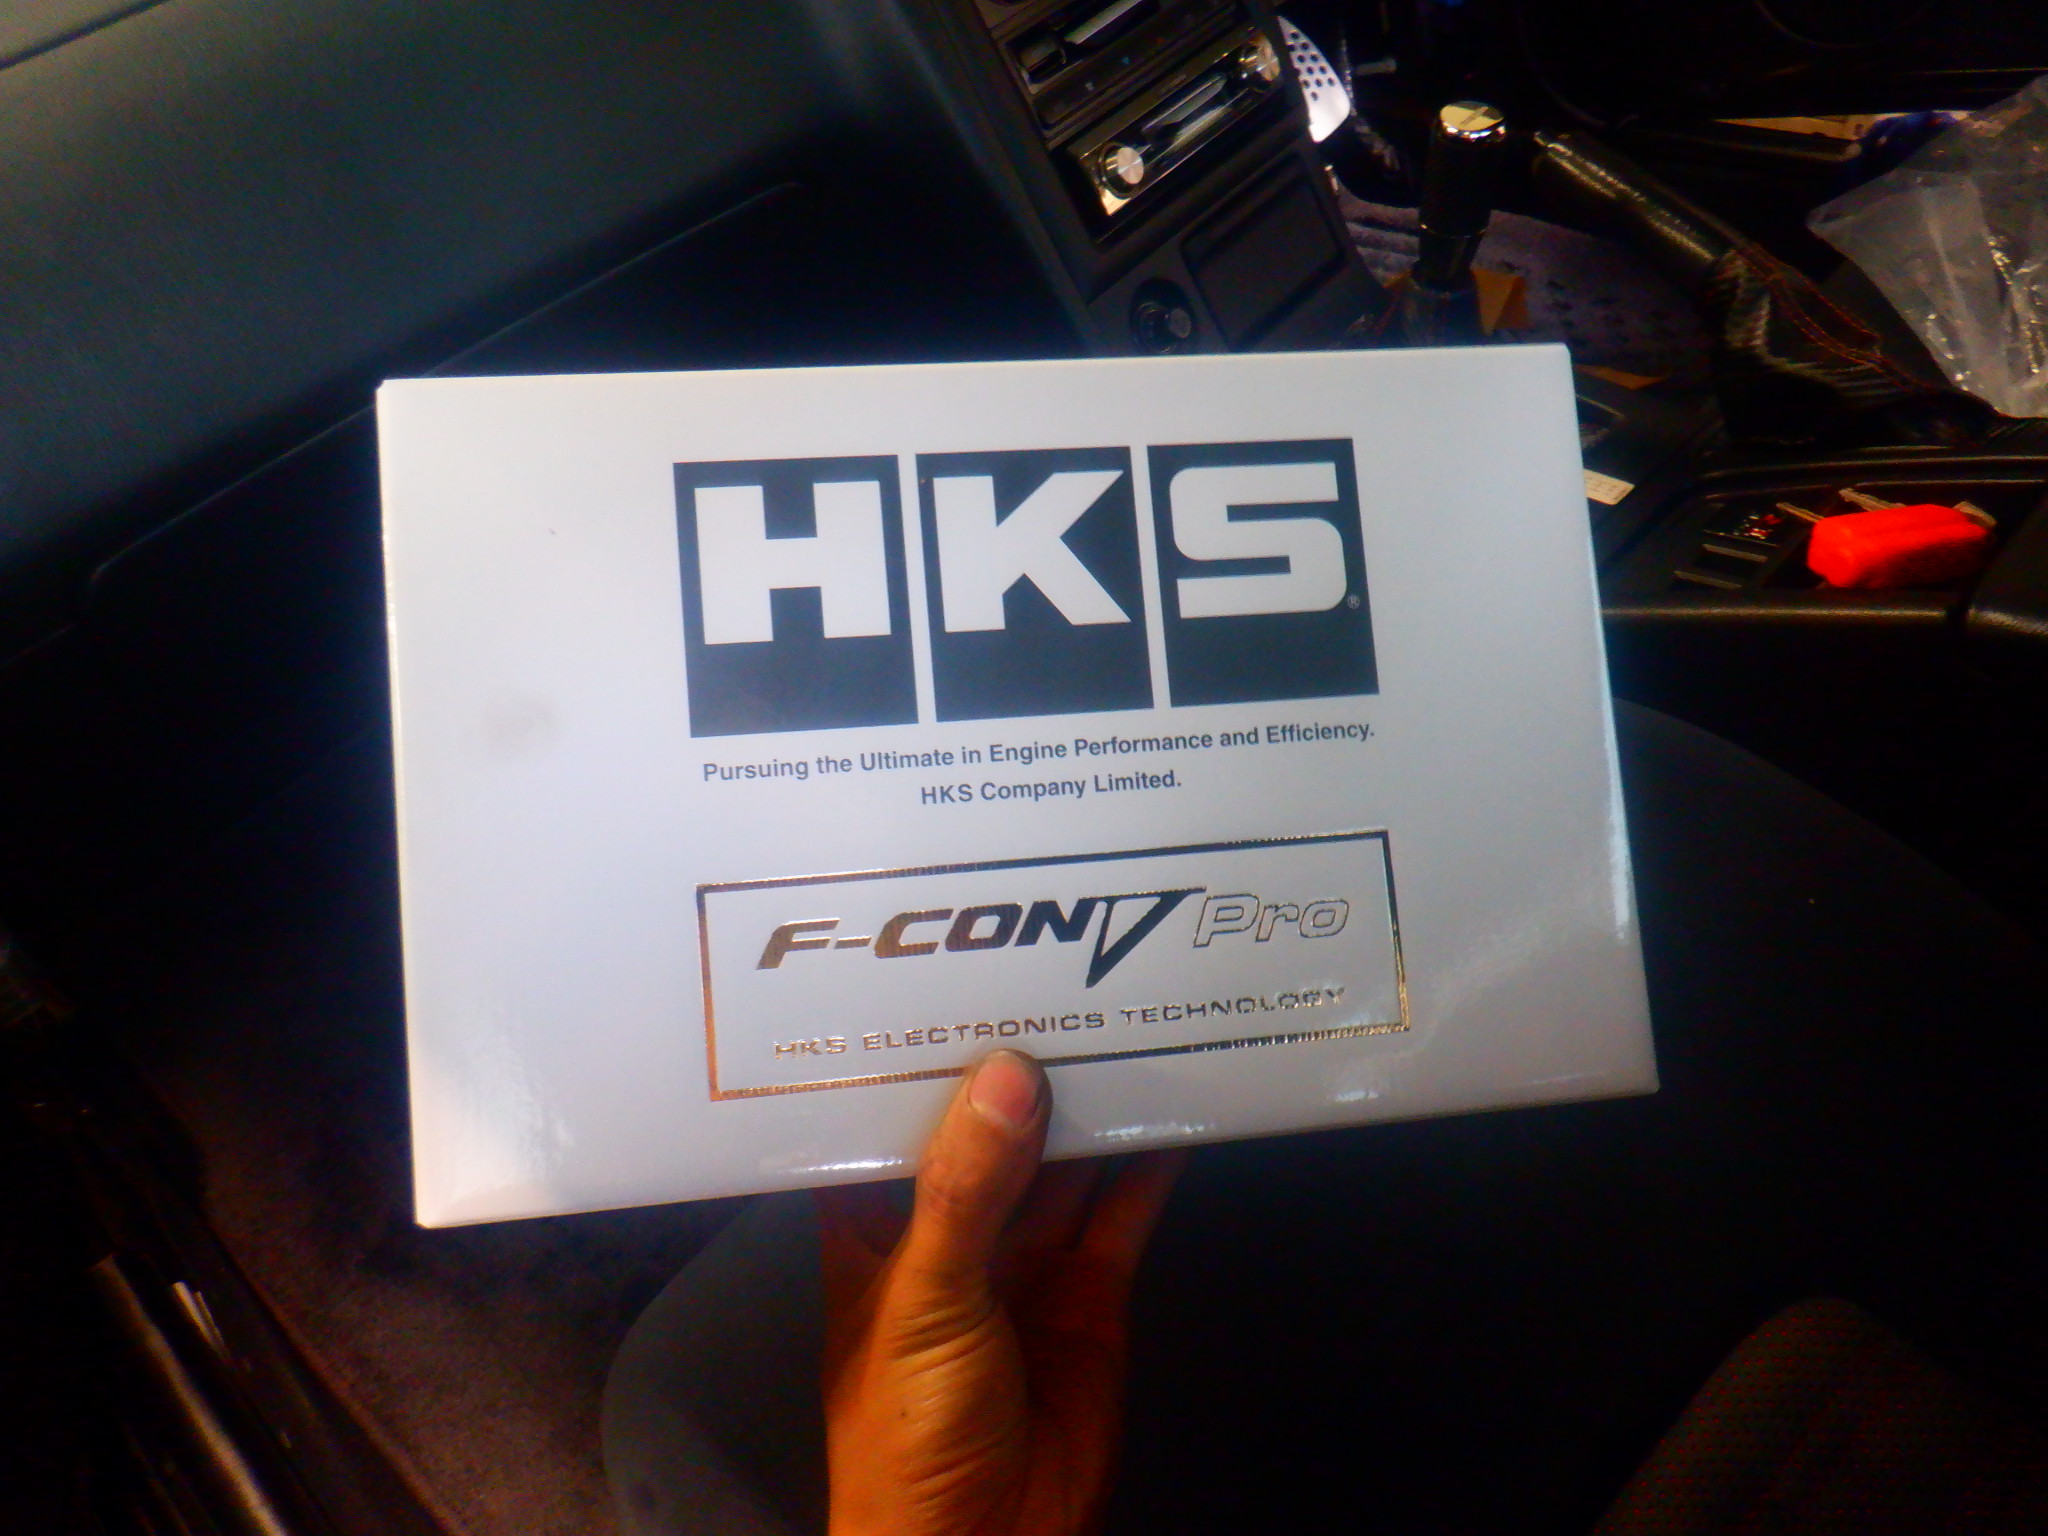 HKS®
Pursuing the Ultimate in Engine Performance and Efficiency.
HKS Company Limited.
F-CON V Pro
HKS ELECTRONICS TECHNOLOGY